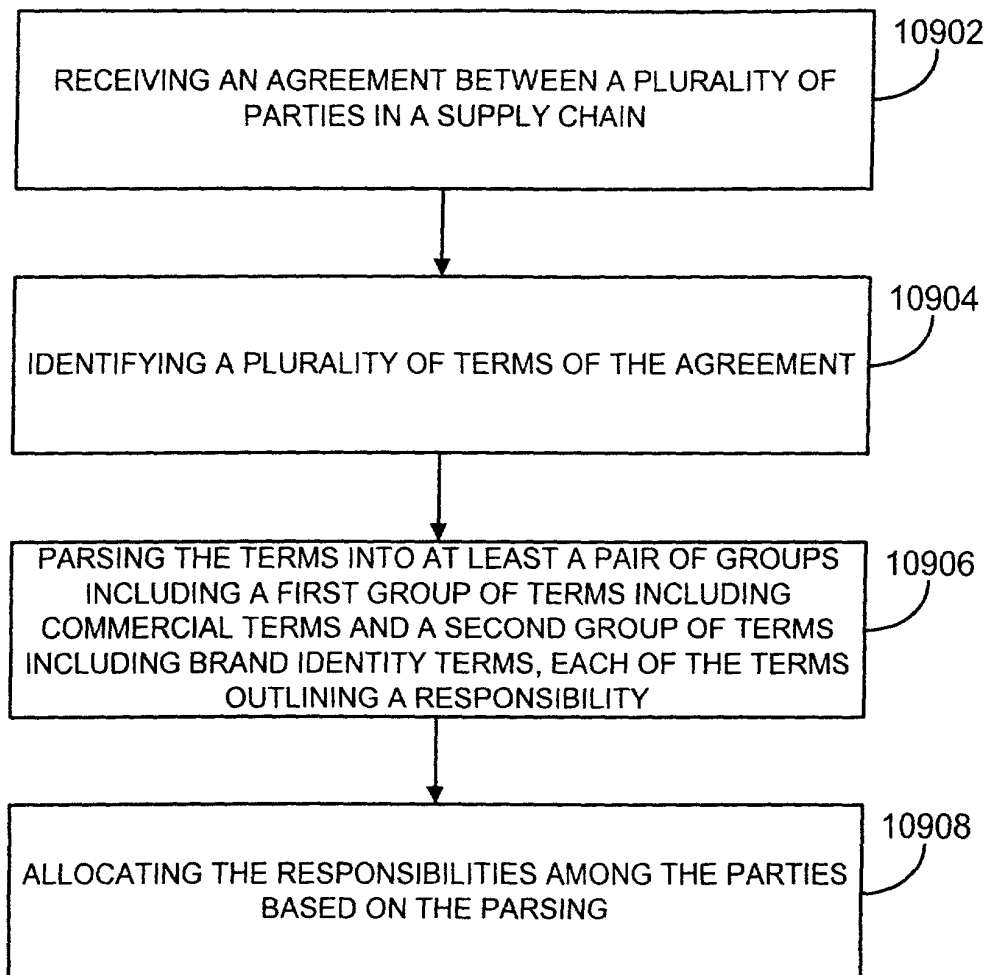 10902
RECEIVING AN AGREEMENT BETWEEN A PLURALITY OF
PARTIES IN A SUPPLY CHAIN
10904
IDENTIFYING A PLURALITY OF TERMS OF THE AGREEMENT
10906
PARSING THE TERMS INTO AT LEAST A PAIR OF GROUPS
INCLUDING A FIRST GROUP OF TERMS INCLUDING
COMMERCIAL TERMS AND A SECOND GROUP OF TERMS
INCLUDING BRAND IDENTITY TERMS, EACH OF THE TERMS
OUTLINING A RESPONSIBILITY
10908
ALLOCATING THE RESPONSIBILITIES AMONG THE PARTIES
BASED ON THE PARSING